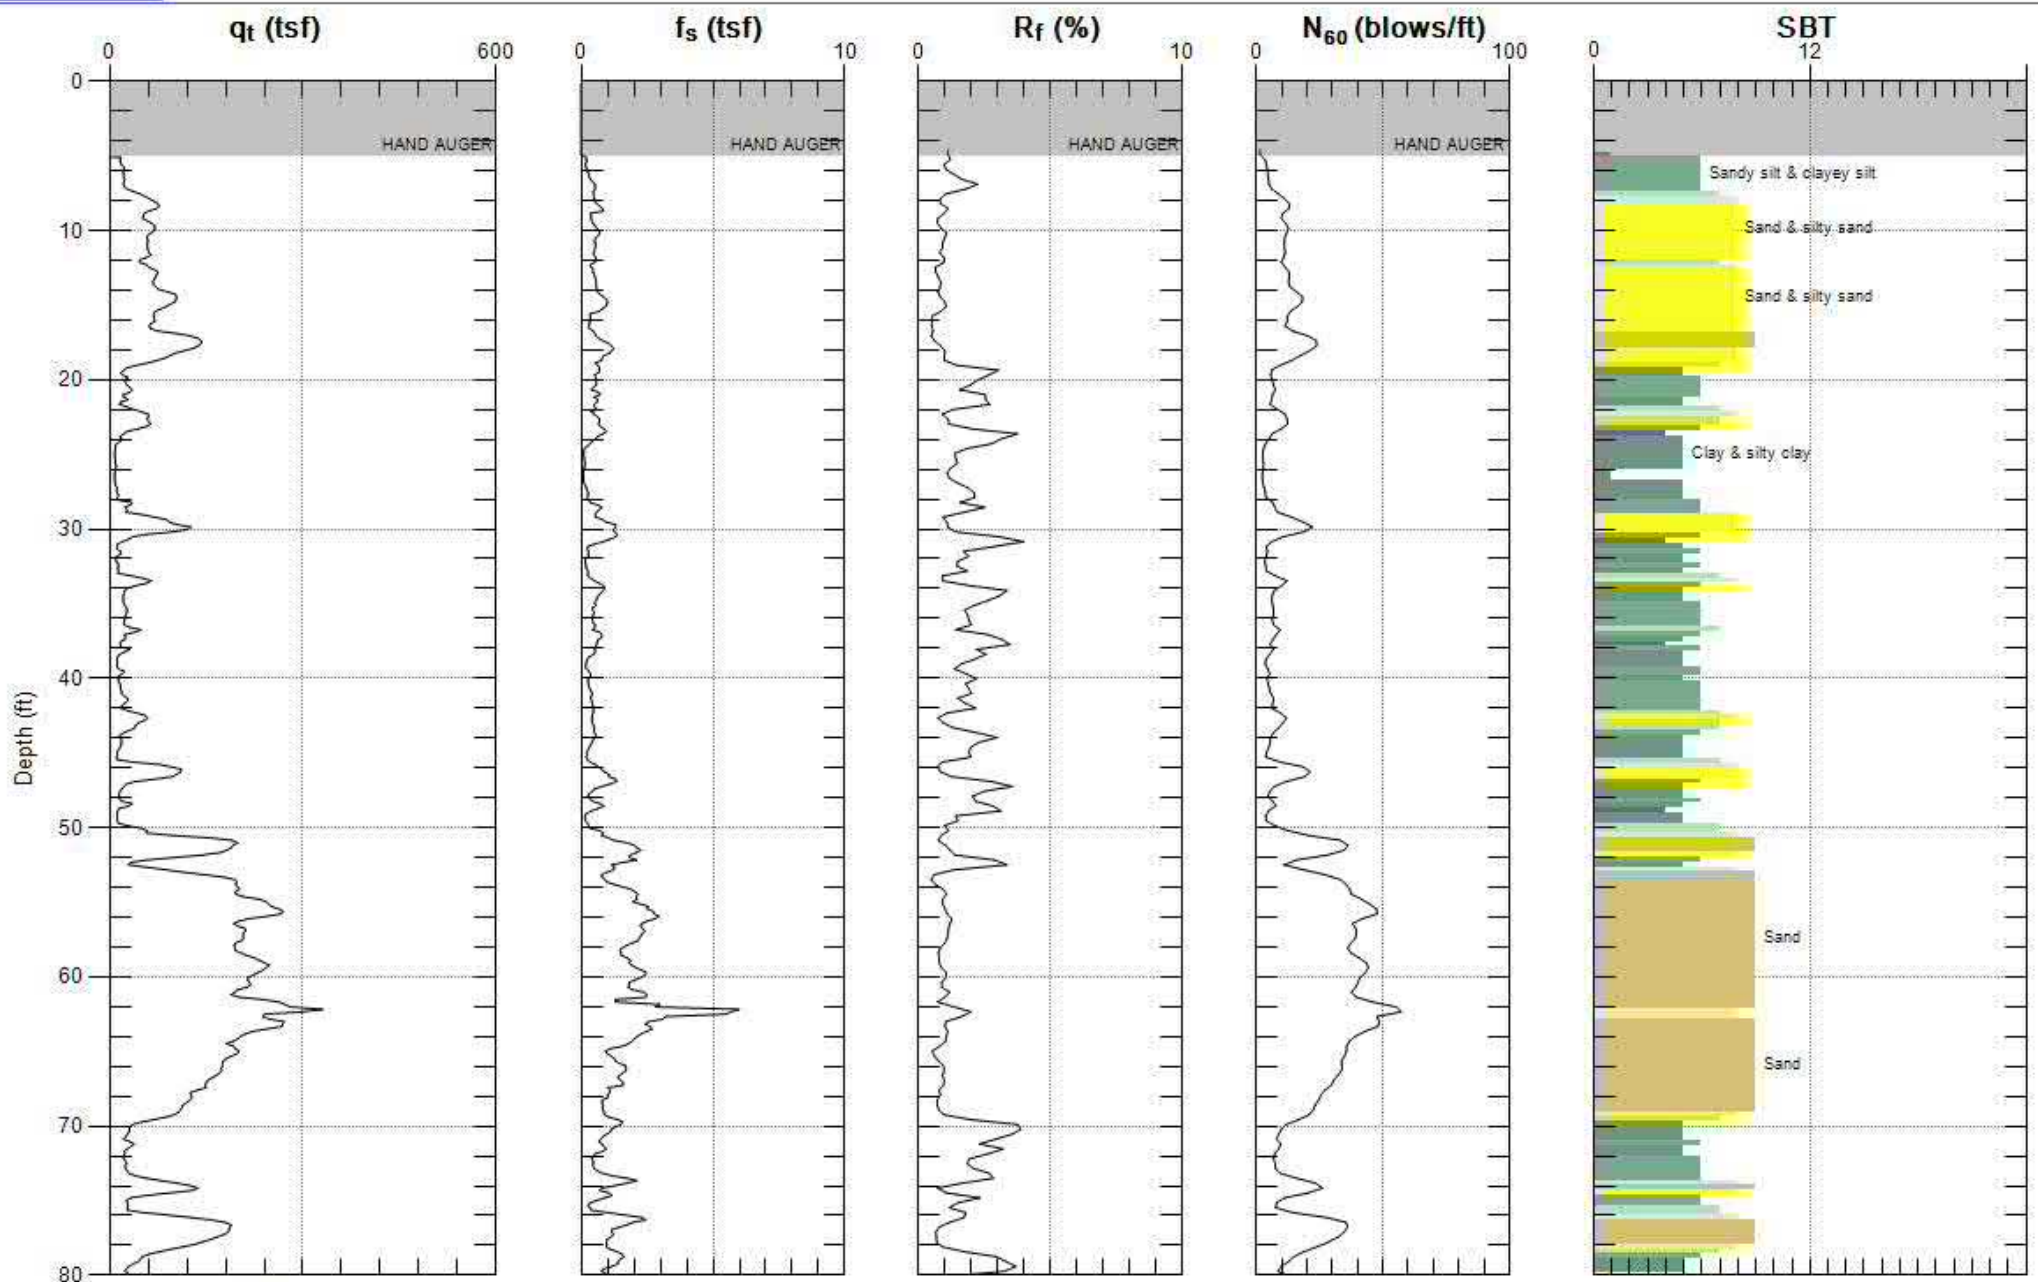 qt (tsf) fs (tsf) Rf (%) N60 (blows/ft) SBT
0 600 0 10 0 10 0 100 0 12
0
HAND AUGER HAND AUGER HAND AUGER HAND AUGER
Sandy silt & clayey silt
10 Sand & silty sand
Sand & silty sand
20
Clay & silty clay
30
40
Depth (ft)
50
Sand
60
Sand
70
80